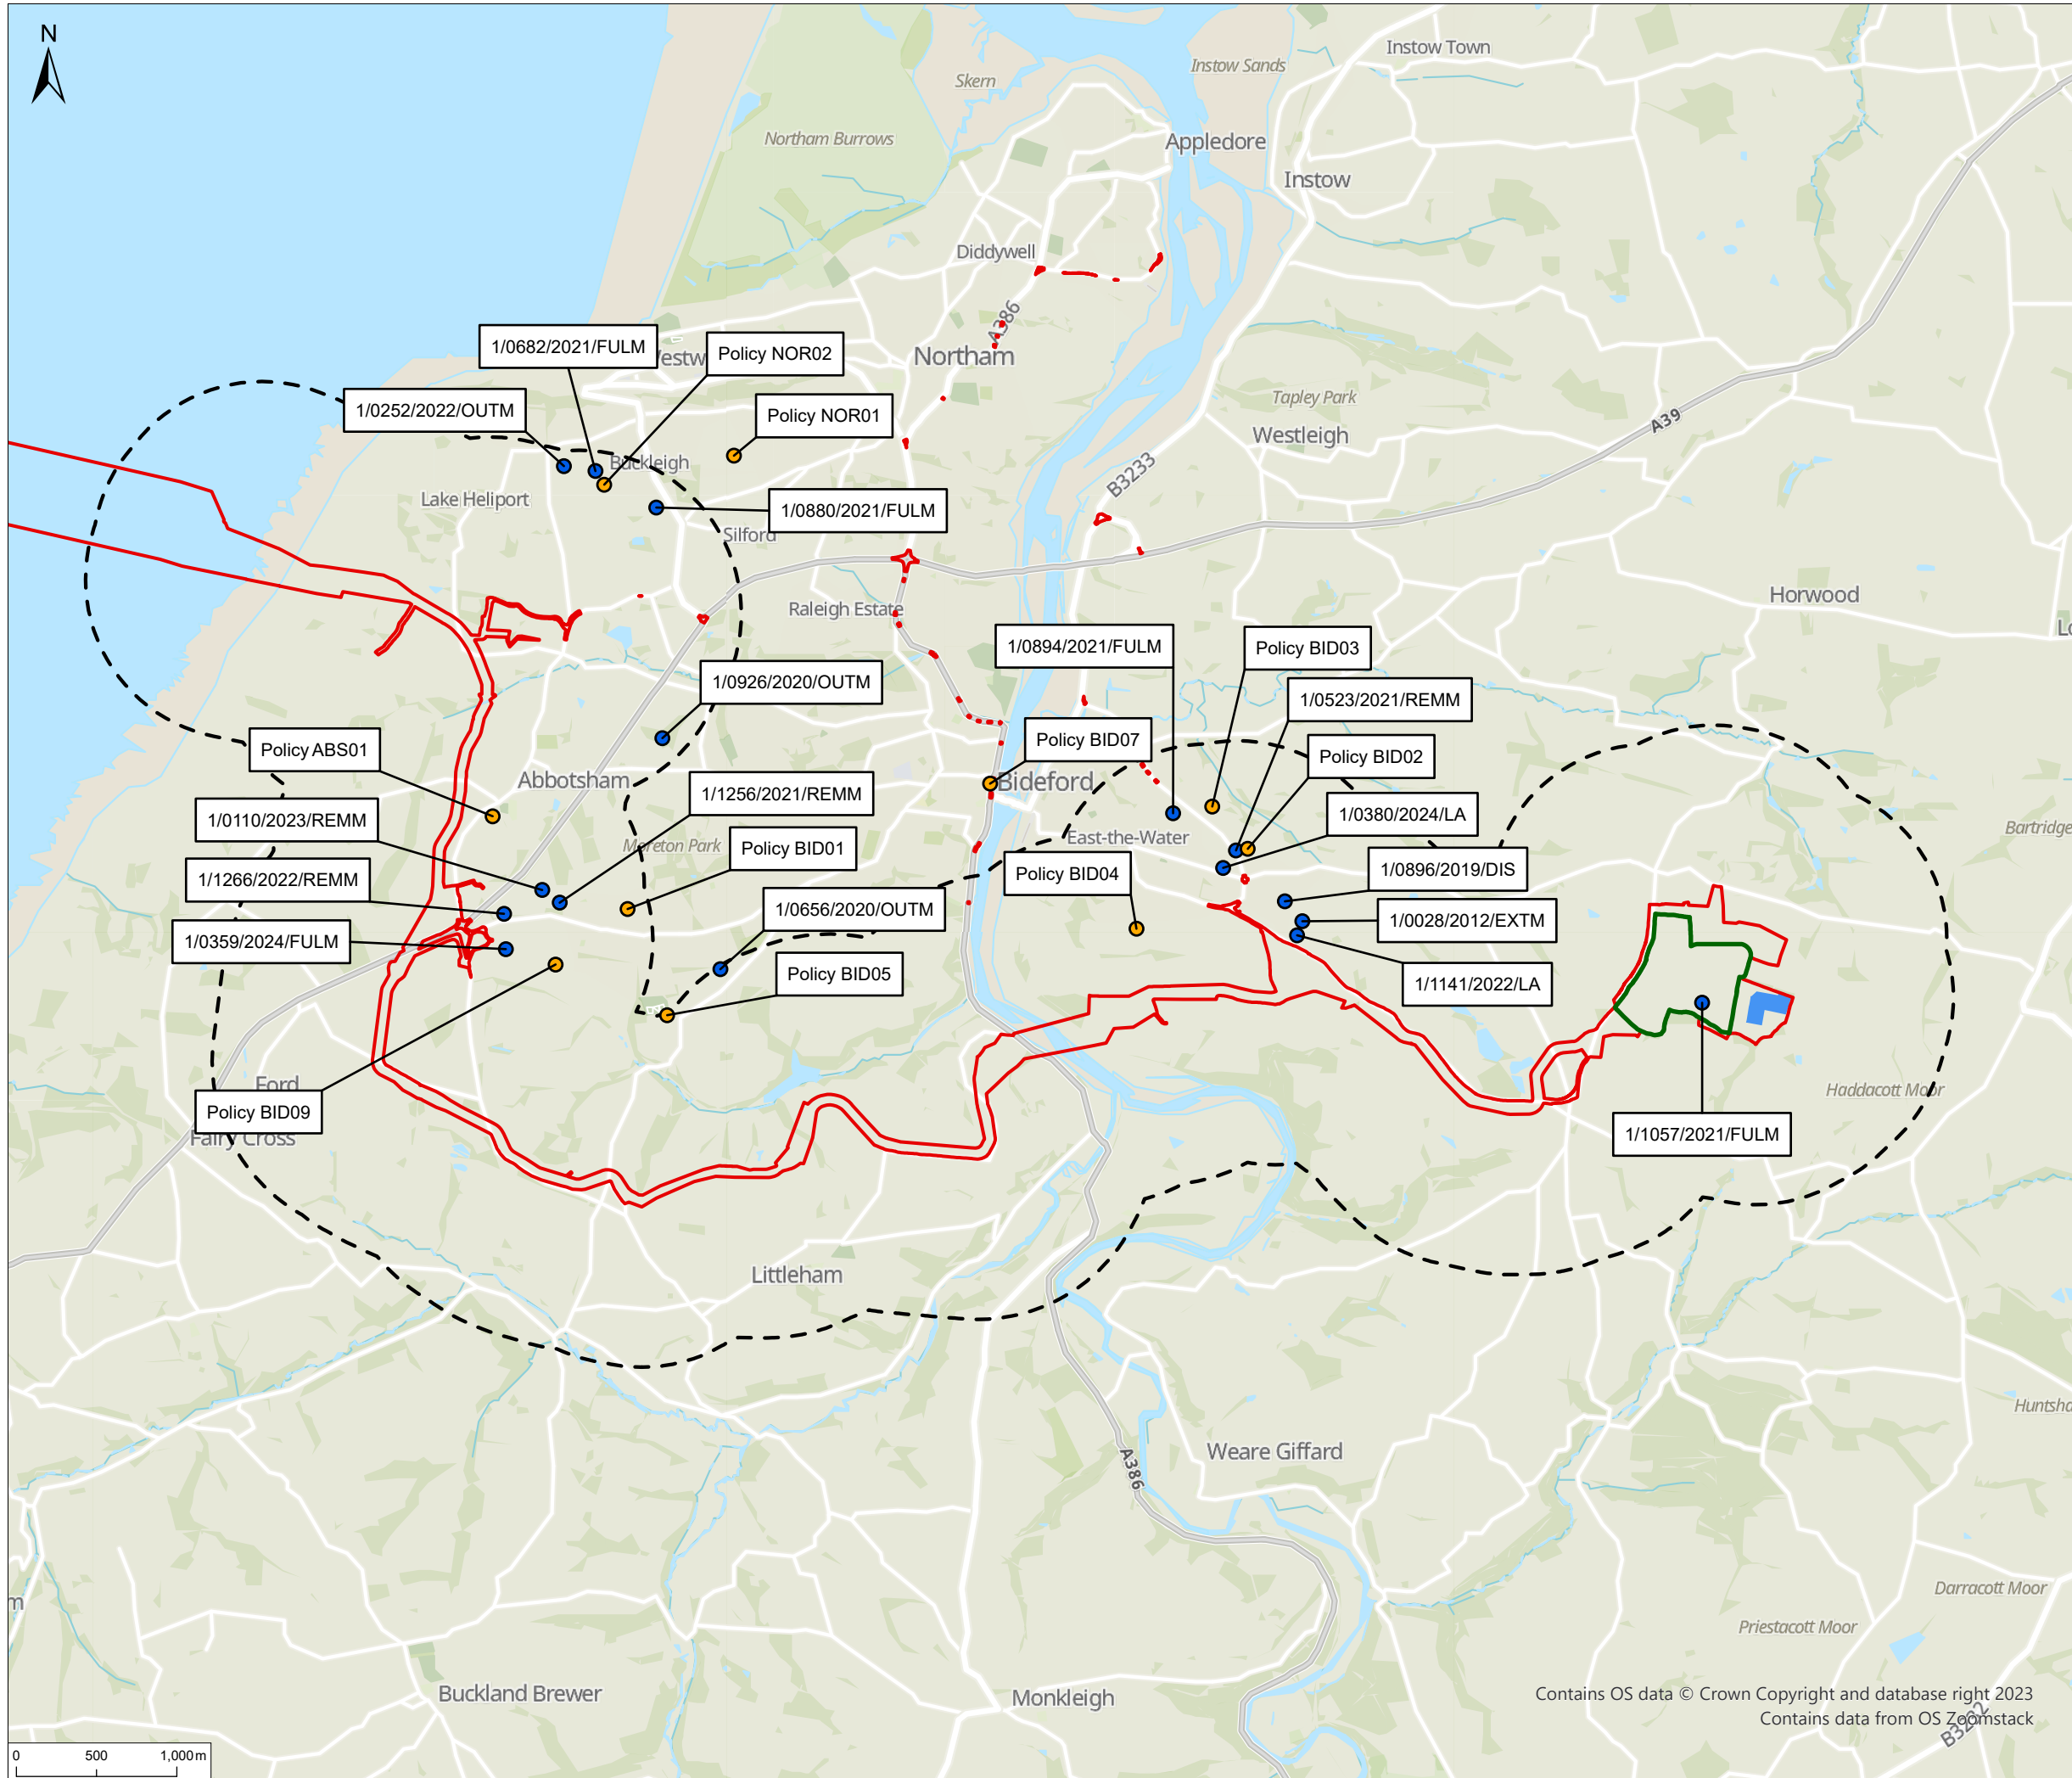 N
Instow Town
Instow Sands
Skern
Northam Burrows
Appledore
Instow
Diddywell
A386
1/0682/2021/FULM
Policy NOR02
Northam
1/0252/2022/OUTM
Policy NOR01
Tapley Park
Westleigh
A39
Buckleigh
B3233
Lake Heliport
1/0880/2021/FULM
Silford
Raleigh Estate
Horwood
1/0894/2021/FULM
Policy BID03
1/0926/2020/OUTM
1/0523/2021/REMM
Policy ABS01
Policy BID07
Policy BID02
Abbotsham
Bideford
1/1256/2021/REMM
1/0110/2023/REMM
1/0380/2024/LA
East-the-Water
Moreton Park
Policy BID01
1/1266/2022/REMM
Policy BID04
1/0896/2019/DIS
1/0656/2020/OUTM
1/0028/2012/EXTM
1/0359/2024/FULM
Policy BID05
1/1141/2022/LA
Ford
Haddacott Moor
Policy BID09
Fairy Cross
1/1057/2021/FULM
Littleham
Weare Giffard
A386
Darracott Moor
Priestacott Moor
Buckland Brewer
Monkleigh
Contains OS data © Crown Copyright and database right 2023
Contains data from OS Zoomstack
B3232
0 500 1,000 m